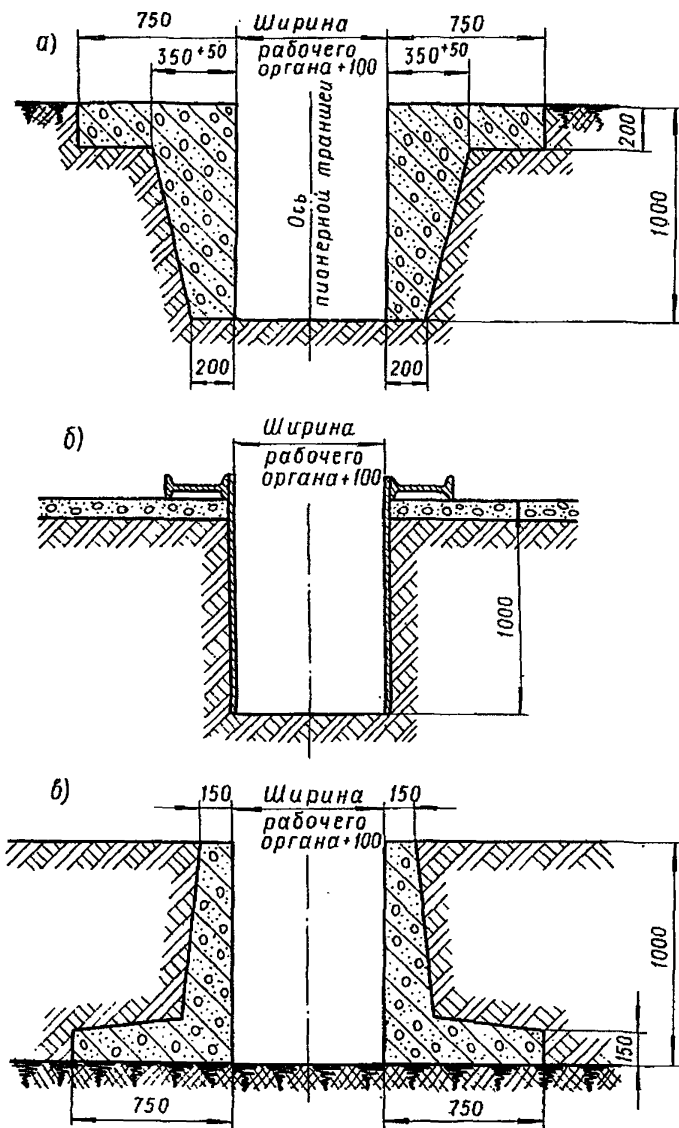 а)
750 Ширина 750
350⁺⁵⁰ рабочего органа+100 350⁺⁵⁰
Ось
пионерной траншеи
200
1000
200 200
б)
Ширина
рабочего
органа+100
1000
в)
150 Ширина 150
рабочего
органа+100
1000
150
750 750